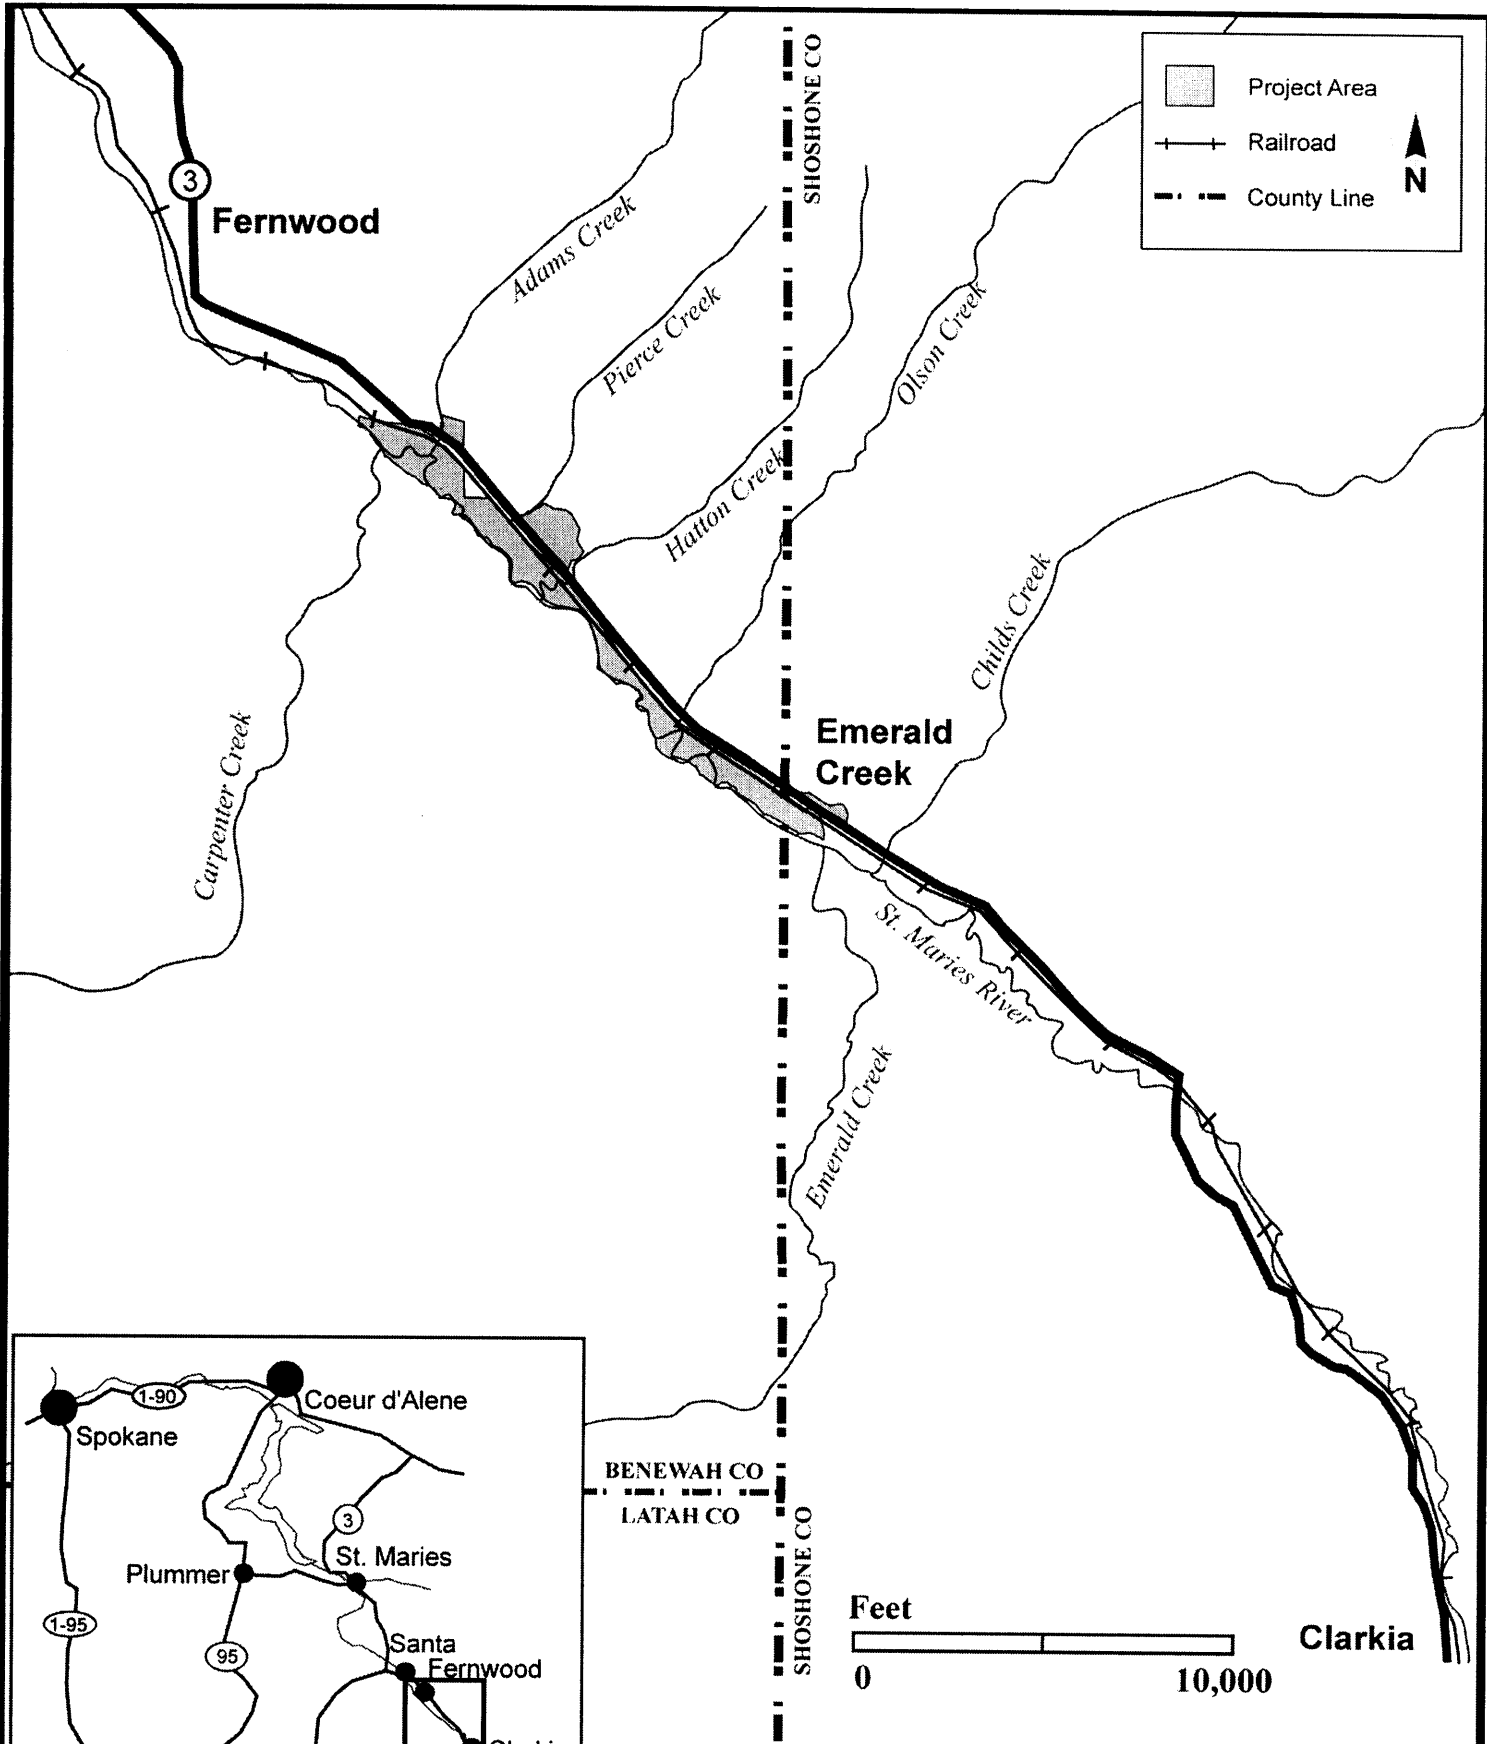 SHOSHONE CO
Project Area
Railroad
County Line
N
3
Fernwood
Adams Creek
Pierce Creek
Olson Creek
Hatton Creek
Childs Creek
Carpenter Creek
Emerald
Creek
St. Maries River
Emerald Creek
1-90
Coeur d'Alene
Spokane
3
St. Maries
Plummer
1-95
95
Santa
Fernwood
BENEWAH CO
LATAH CO
SHOSHONE CO
Feet
0
10,000
Clarkia